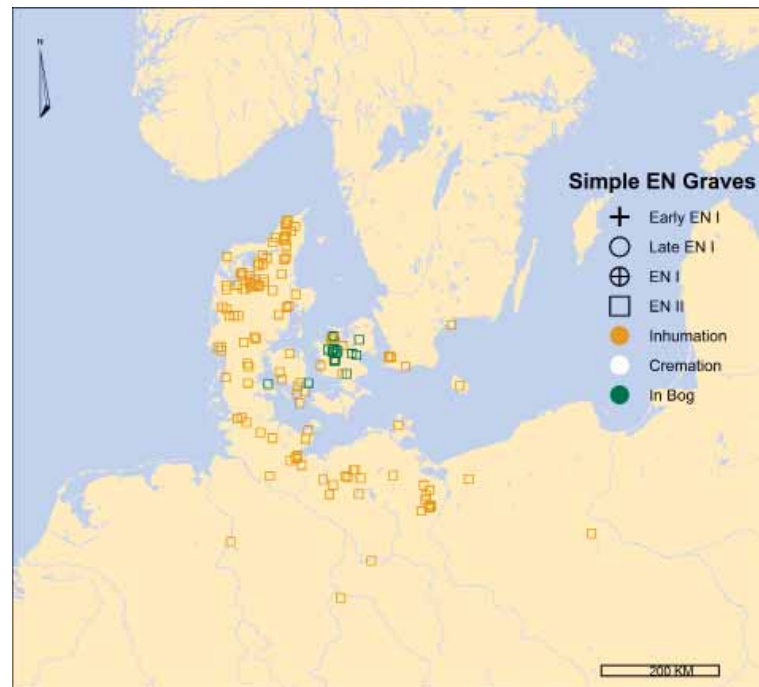 N
Simple EN Graves
Early EN I
Late EN I
EN I
EN II
Inhumation
Cremation
In Bog
200 KM